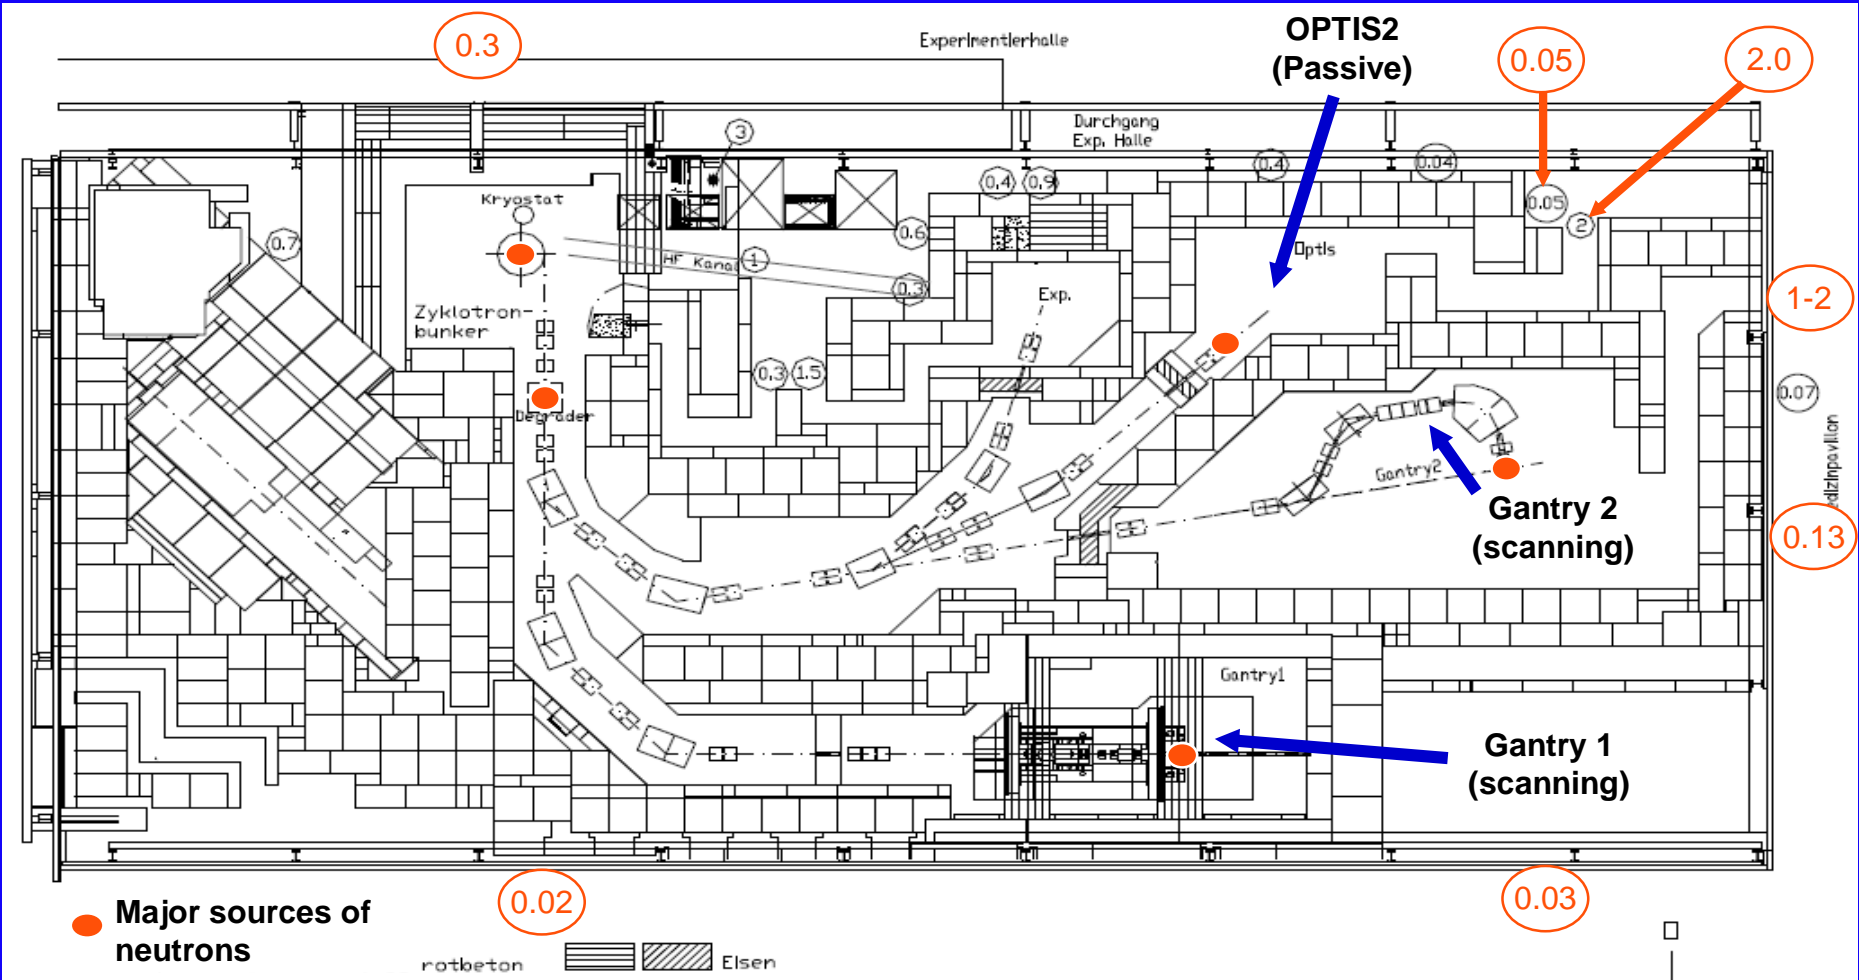 0.3
Experimentierhalle
OPTIS2
(Passive)
0.05
2.0
Durchgang
Exp. Halle
3
0.4
0.9
0.4
0.04
0.05
2
Kryostat
0.7
0.6
Optis
HF Kanal
1
0.3
Exp.
1-2
Zyklotron-
bunker
0.3
1.5
0.07
Degrader
Gantry2
Gantry 2
(scanning)
0.13
Gantry1
Gantry 1
(scanning)
0.02
0.03
Major sources of
neutrons
rotbeton
Eisen